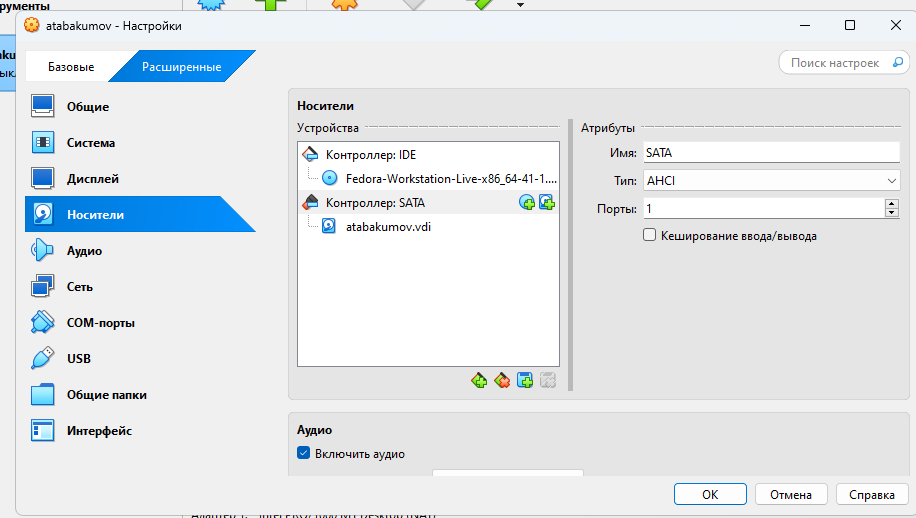 atabakumov - Настройки
Базовые
Расширенные
Поиск настроек
Общие
Система
Дисплей
Носители
Аудио
Сеть
COM-порты
USB
Общие папки
Интерфейс
Носители
Устройства
Контроллер: IDE
Fedora-Workstation-Live-x86_64-41-1....
Контроллер: SATA
atabakumov.vdi
Атрибуты
Имя: SATA
Тип: AHCI
Порты: 1
Кеширование ввода/вывода
Аудио
Включить аудио
OK
Отмена
Справка